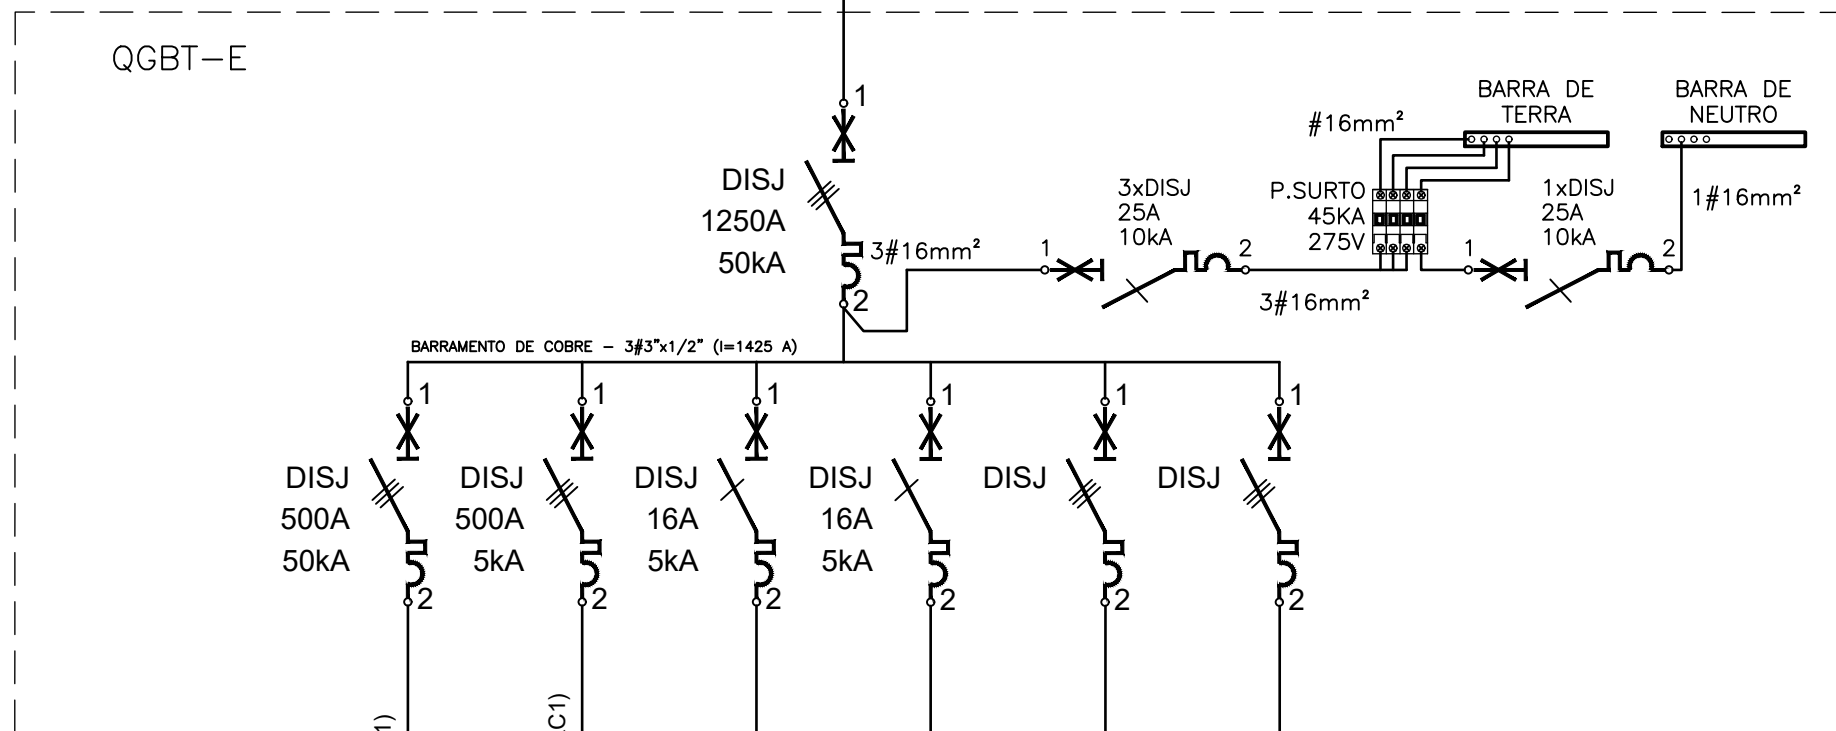 QGBT-E
1
DISJ
1250A
50kA
2
3#16mm²
1
3xDISJ
25A
10kA
2
3#16mm²
#16mm²
P.SURTO
45KA
275V
BARRA DE
TERRA
1
1xDISJ
25A
10kA
2
BARRA DE
NEUTRO
1#16mm²
BARRAMENTO DE COBRE - 3#3"x1/2" (I=1425 A)
1
DISJ
500A
50kA
2
1
DISJ
500A
5kA
2
1
DISJ
16A
5kA
2
1
DISJ
16A
5kA
2
1
DISJ
2
1
DISJ
2
1)
C1)